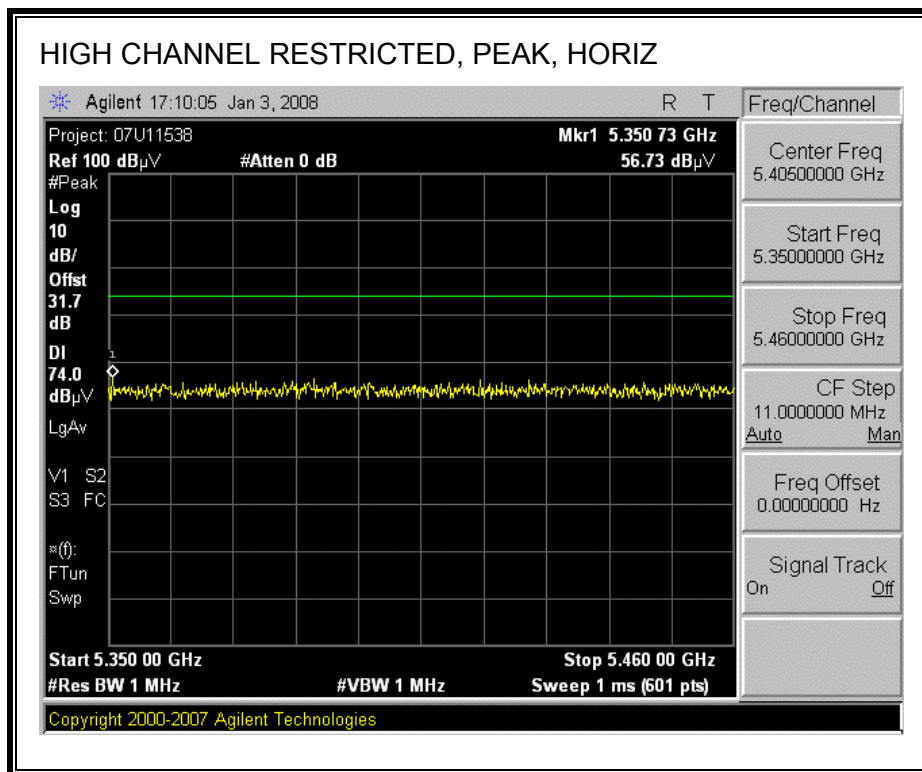 HIGH CHANNEL RESTRICTED, PEAK, HORIZ
Agilent 17:10:05 Jan 3, 2008 R T
Freq/Channel
Project: 07U11538 Mkr1 5.350 73 GHz
Ref 100 dBµV #Atten 0 dB 56.73 dBµV
#Peak
Log
10
dB/
Offst
31.7
dB
DI
74.0
dBµV
LgAv
V1 S2
S3 FC
¤(f):
FTun
Swp
1
Start 5.350 00 GHz Stop 5.460 00 GHz
#Res BW 1 MHz #VBW 1 MHz Sweep 1 ms (601 pts)
Center Freq
5.40500000 GHz
Start Freq
5.35000000 GHz
Stop Freq
5.46000000 GHz
CF Step
11.0000000 MHz
Auto Man
Freq Offset
0.00000000 Hz
Signal Track
On Off
Copyright 2000-2007 Agilent Technologies